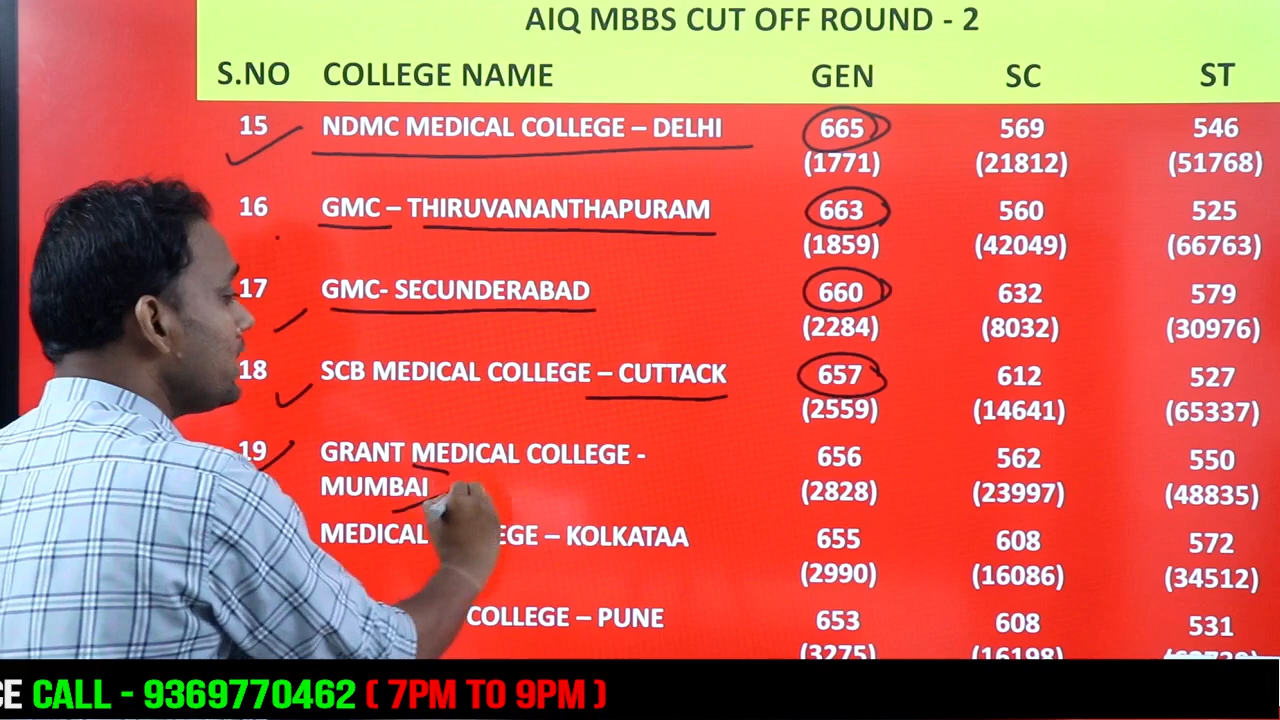 AIQ MBBS CUT OFF ROUND - 2
S.NO COLLEGE NAME GEN SC ST
15 NDMC MEDICAL COLLEGE – DELHI 665 569 546
(1771) (21812) (51768)
16 GMC – THIRUVANANTHAPURAM 663 560 525
(1859) (42049) (66763)
17 GMC- SECUNDERABAD 660 632 579
(2284) (8032) (30976)
18 SCB MEDICAL COLLEGE – CUTTACK 657 612 527
(2559) (14641) (65337)
19 GRANT MEDICAL COLLEGE - 656 562 550
MUMBAI (2828) (23997) (48835)
MEDICAL – KOLKATAA 655 608 572
(2990) (16086) (34512)
COLLEGE – PUNE 653 608 531
(3275) (16198)
CALL - 9369770462 ( 7PM TO 9PM )